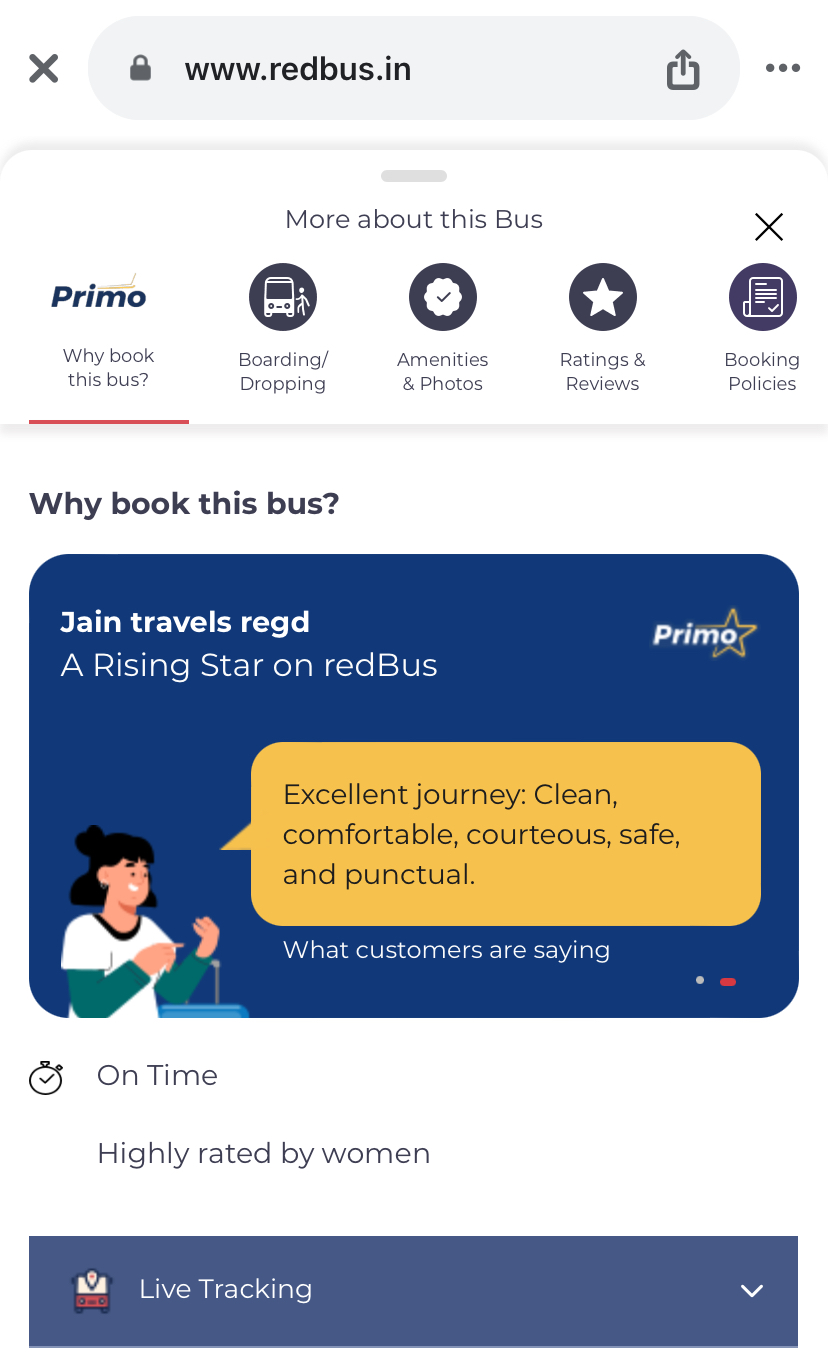 www.redbus.in
More about this Bus
Primo
Why book
this bus?
Boarding/
Dropping
Amenities
& Photos
Ratings &
Reviews
Booking
Policies
Why book this bus?
Jain travels regd
Primo
A Rising Star on redBus
Excellent journey: Clean,
comfortable, courteous, safe,
and punctual.
What customers are saying
On Time
Highly rated by women
Live Tracking